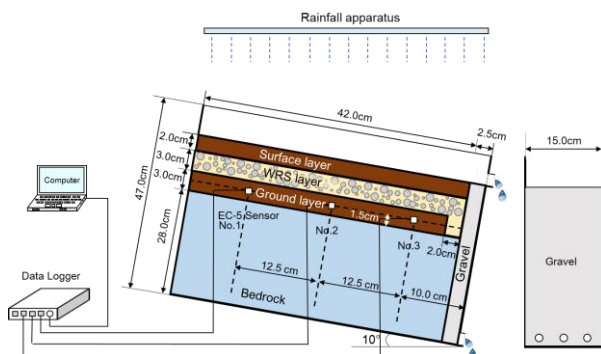 Rainfall apparatus
42.0cm
2.5cm
15.0cm
2.0cm
3.0cm
3.0cm
47.0cm
28.0cm
Surface layer
WRS layer
Ground layer
Computer
EC-5 Sensor
No.1
No.2
No.3
1.5cm
2.0cm
Gravel
Gravel
12.5 cm
12.5 cm
10.0 cm
Data Logger
Bedrock
10°